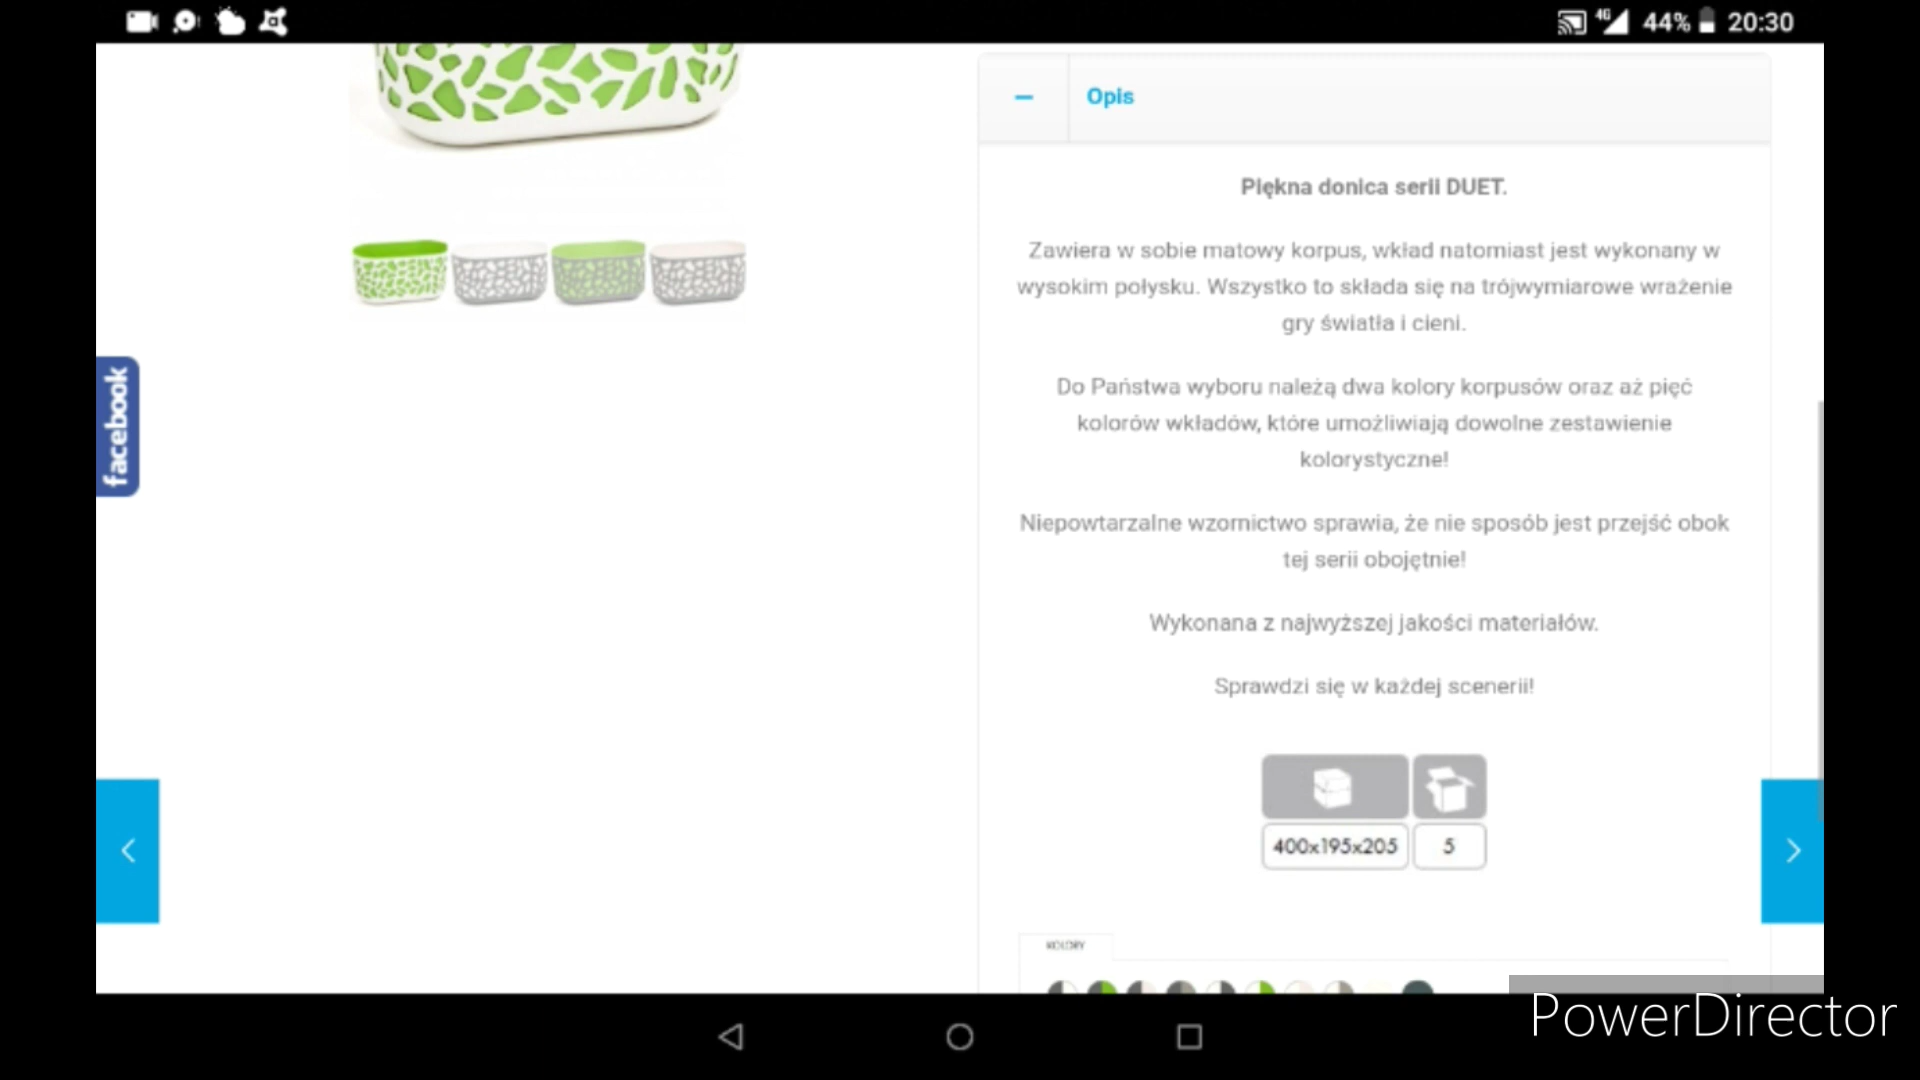 4G 44% 20:30
Opis
Piękna donica serii DUET.
Zawiera w sobie matowy korpus, wkład natomiast jest wykonany w
wysokim połysku. Wszystko to składa się na trójwymiarowe wrażenie
gry światła i cieni.
facebook
Do Państwa wyboru należą dwa kolory korpusów oraz aż pięć
kolorów wkładów, które umożliwiają dowolne zestawienie
kolorystyczne!
Niepowtarzalne wzornictwo sprawia, że nie sposób jest przejść obok
tej serii obojętnie!
Wykonana z najwyższej jakości materiałów.
Sprawdzi się w każdej scenerii!
400x195x205 5
KOLORY
PowerDirector